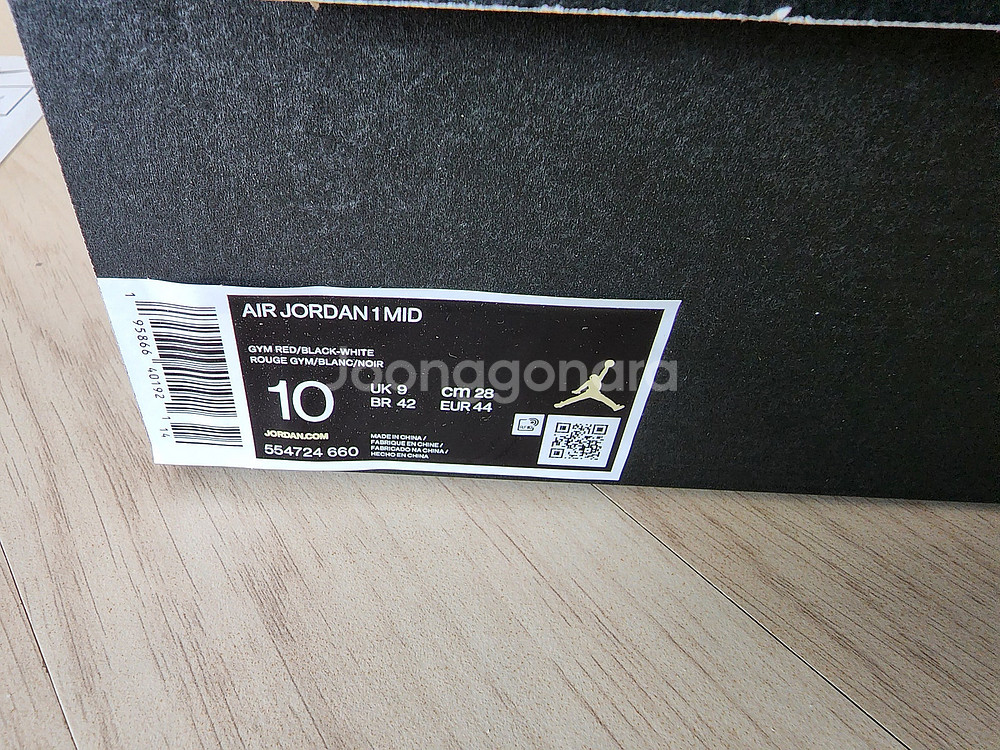 AIR JORDAN 1 MID
GYM RED/BLACK-WHITE
ROUGE GYM/BLANC/NOIR
Joonggonara
10
UK 9
BR 42
cm 28
EUR 44
JORDAN.COM
554724 660
MADE IN CHINA /
FABRIQUE EN CHINE /
FABRICADO NA CHINA /
HECHO EN CHINA
1 95866 40192 1 14